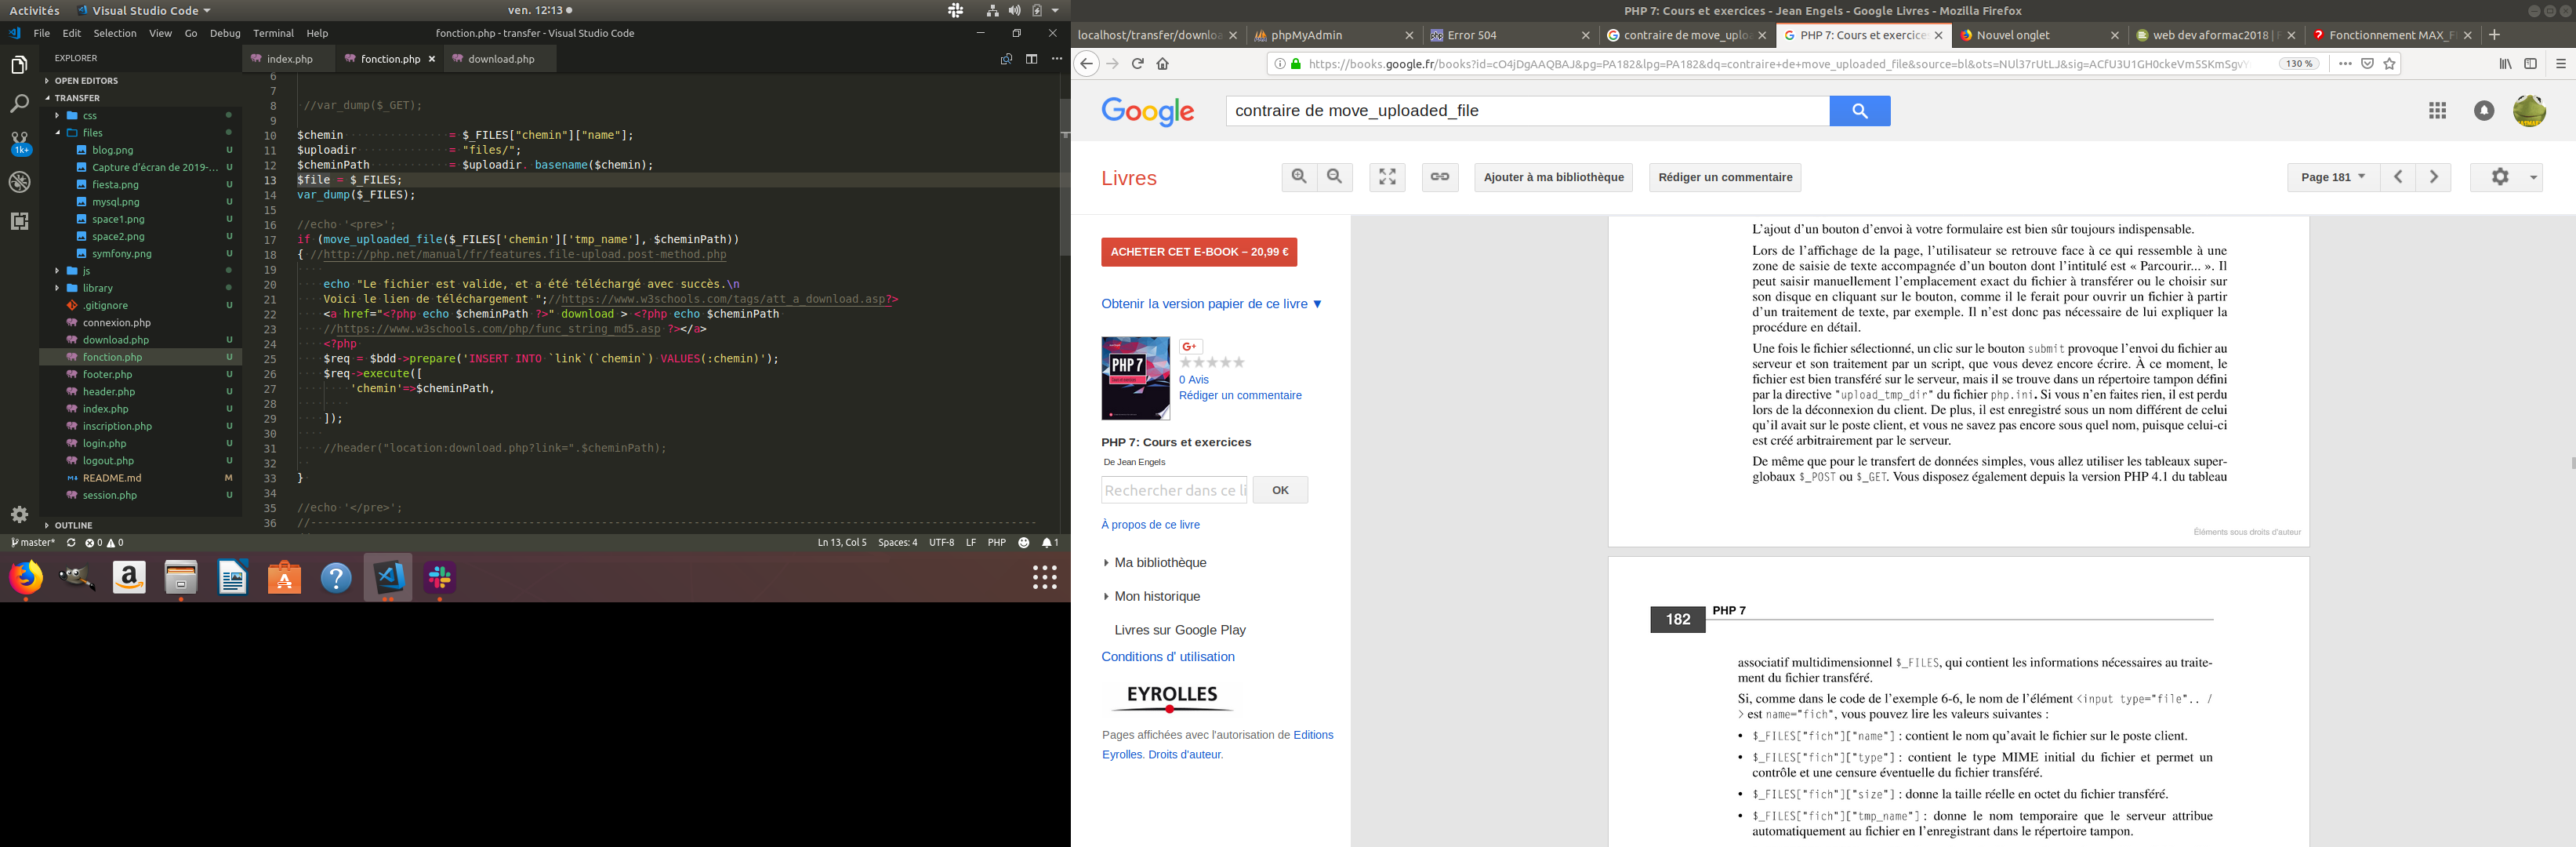 Activités
Visual Studio Code
ven. 12:13
File Edit Selection View Go Debug Terminal Help
fonction.php - transfer - Visual Studio Code
EXPLORER
OPEN EDITORS
TRANSFER
css
files
blog.png U
Capture d'écran de 2019-... U
fiesta.png U
mysql.png U
space1.png U
space2.png U
symfony.png U
js
library
.gitignore U
connexion.php
download.php U
fonction.php U
footer.php U
header.php U
index.php U
inscription.php U
login.php U
logout.php U
README.md M
session.php U
OUTLINE
1k+
index.php
fonction.php
download.php
6
7
8 //var_dump($_GET);
9
10 $chemin = $_FILES["chemin"]["name"];
11 $uploadir = "files/";
12 $cheminPath = $uploadir. basename($chemin);
13 $file = $_FILES;
14 var_dump($_FILES);
15
16 //echo '<pre>';
17 if (move_uploaded_file($_FILES['chemin']['tmp_name'], $cheminPath))
18 { //http://php.net/manual/fr/features.file-upload.post-method.php
19
20 echo "Le fichier est valide, et a été téléchargé avec succès.\n
21 Voici le lien de téléchargement ";//https://www.w3schools.com/tags/att_a_download.asp?>
22 <a href="<?php echo $cheminPath ?>" download > <?php echo $cheminPath
23 //https://www.w3schools.com/php/func_string_md5.asp ?></a>
24 <?php
25 $req = $bdd->prepare('INSERT INTO `link`(`chemin`) VALUES(:chemin)');
26 $req->execute([
27 'chemin'=>$cheminPath,
28
29 ]);
30
31 //header("location:download.php?link=".$cheminPath);
32
33 }
34
35 //echo '</pre>';
36 //----------------------------------------------------------------
master* 0 0
Ln 13, Col 5 Spaces: 4 UTF-8 LF PHP 1
PHP 7: Cours et exercices - Jean Engels - Google Livres - Mozilla Firefox
localhost/transfer/downloa
phpMyAdmin
Error 504
contraire de move_uplo
PHP 7: Cours et exercice
Nouvel onglet
web dev aformac2018 | F
Fonctionnement MAX_FI
https://books.google.fr/books?id=cO4jDgAAQBAJ&pg=PA182&lpg=PA182&dq=contraire+de+move_uploaded_file&source=bl&ots=NUl37rUtLJ&sig=ACfU3U1GH0ckeVm5SKmSgvY
130 %
Google
contraire de move_uploaded_file
Livres
Ajouter à ma bibliothèque
Rédiger un commentaire
Page 181
ACHETER CET E-BOOK – 20,99 €
Obtenir la version papier de ce livre ▼
PHP 7
G+
0 Avis
Rédiger un commentaire
PHP 7: Cours et exercices
De Jean Engels
Rechercher dans ce li
OK
À propos de ce livre
Ma bibliothèque
Mon historique
Livres sur Google Play
Conditions d' utilisation
EYROLLES
Pages affichées avec l'autorisation de Editions
Eyrolles. Droits d'auteur.
L'ajout d'un bouton d'envoi à votre formulaire est bien sûr toujours indispensable.
Lors de l'affichage de la page, l'utilisateur se retrouve face à ce qui ressemble à une
zone de saisie de texte accompagnée d'un bouton dont l'intitulé est « Parcourir... ». Il
peut saisir manuellement l'emplacement exact du fichier à transférer ou le choisir sur
son disque en cliquant sur le bouton, comme il le ferait pour ouvrir un fichier à partir
d'un traitement de texte, par exemple. Il n'est donc pas nécessaire de lui expliquer la
procédure en détail.
Une fois le fichier sélectionné, un clic sur le bouton submit provoque l'envoi du fichier au
serveur et son traitement par un script, que vous devez encore écrire. À ce moment, le
fichier est bien transféré sur le serveur, mais il se trouve dans un répertoire tampon défini
par la directive "upload_tmp_dir" du fichier php.ini. Si vous n'en faites rien, il est perdu
lors de la déconnexion du client. De plus, il est enregistré sous un nom différent de celui
qu'il avait sur le poste client, et vous ne savez pas encore sous quel nom, puisque celui-ci
est créé arbitrairement par le serveur.
De même que pour le transfert de données simples, vous allez utiliser les tableaux super-
globaux $_POST ou $_GET. Vous disposez également depuis la version PHP 4.1 du tableau
Éléments sous droits d'auteur
182
PHP 7
associatif multidimensionnel $_FILES, qui contient les informations nécessaires au traite-
ment du fichier transféré.
Si, comme dans le code de l'exemple 6-6, le nom de l'élément <input type="file".. /
> est name="fich", vous pouvez lire les valeurs suivantes :
• $_FILES["fich"]["name"] : contient le nom qu'avait le fichier sur le poste client.
• $_FILES["fich"]["type"] : contient le type MIME initial du fichier et permet un
contrôle et une censure éventuelle du fichier transféré.
• $_FILES["fich"]["size"] : donne la taille réelle en octet du fichier transféré.
• $_FILES["fich"]["tmp_name"] : donne le nom temporaire que le serveur attribue
automatiquement au fichier en l'enregistrant dans le répertoire tampon.